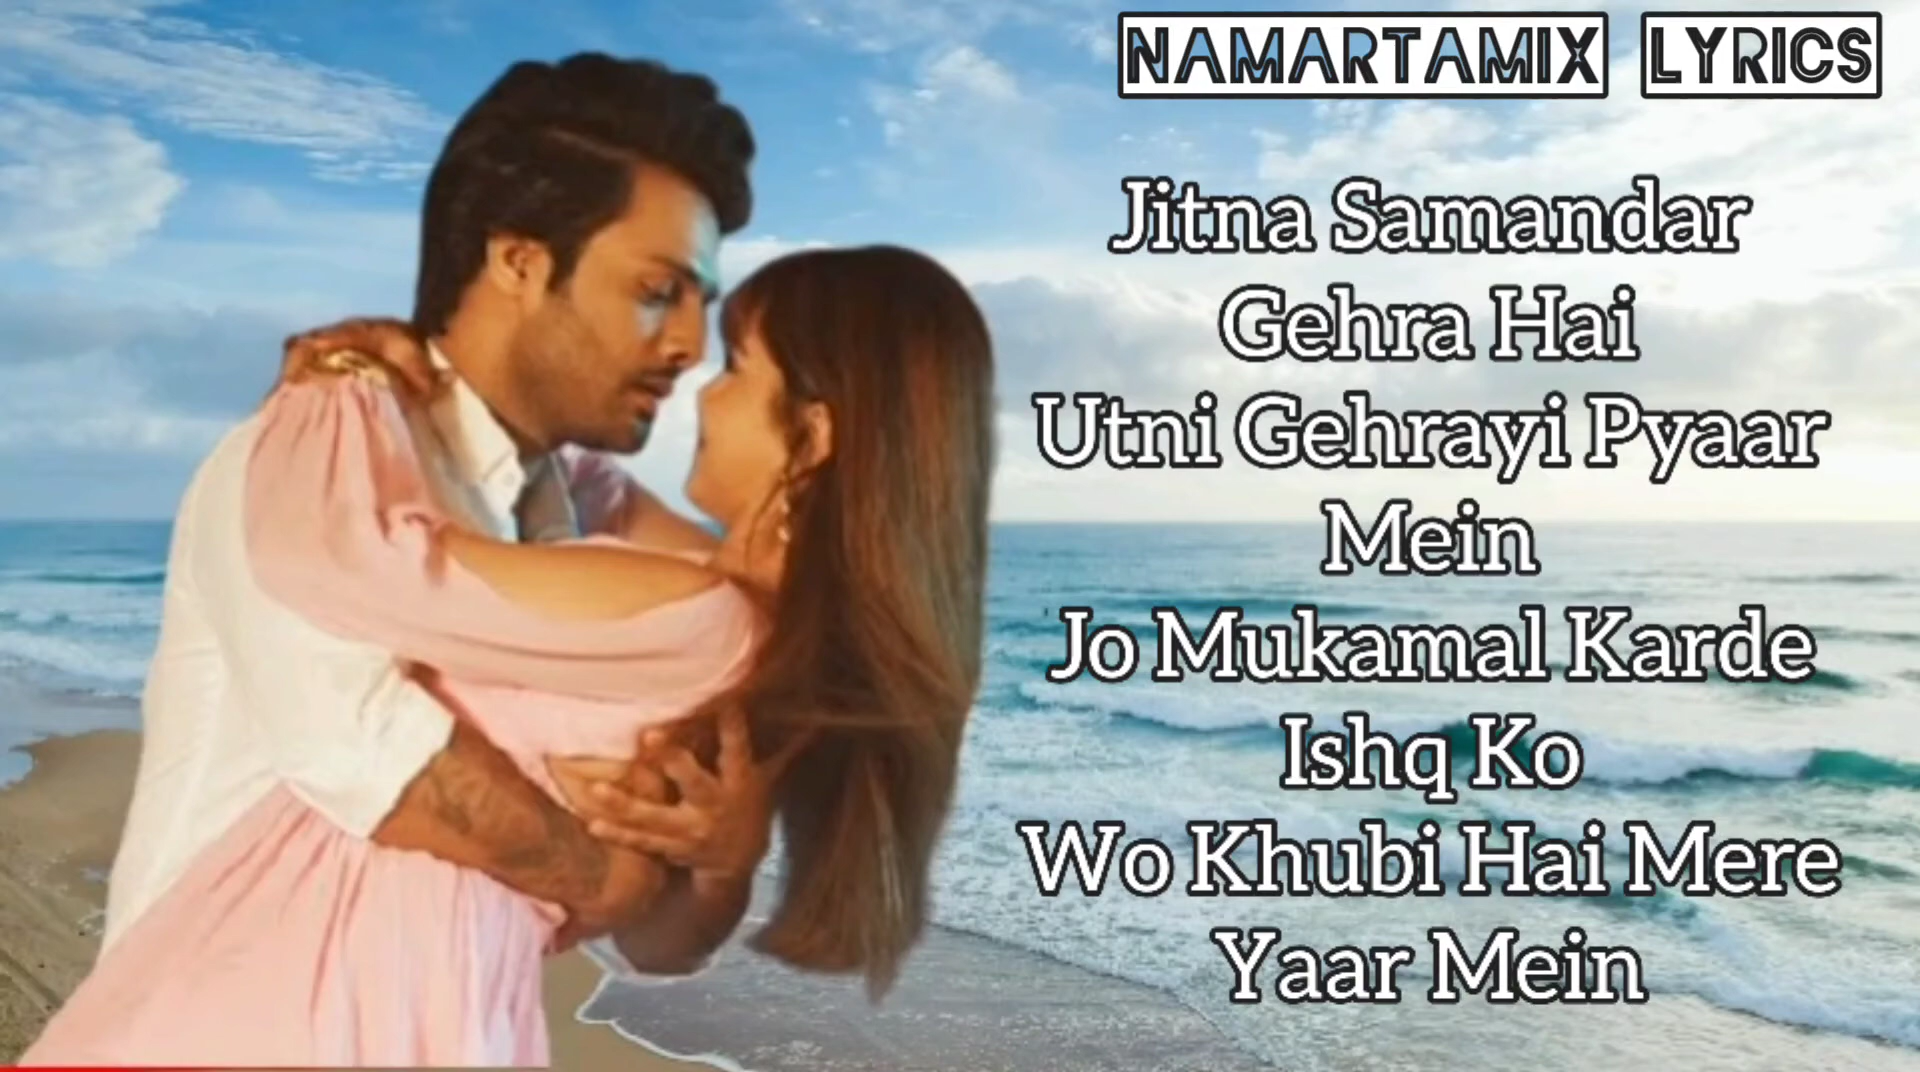 NAMARTAMIX LYRICS
Jitna Samandar
Gehra Hai
Utni Gehrayi Pyaar
Mein
Jo Mukamal Karde
Ishq Ko
Wo Khubi Hai Mere
Yaar Mein